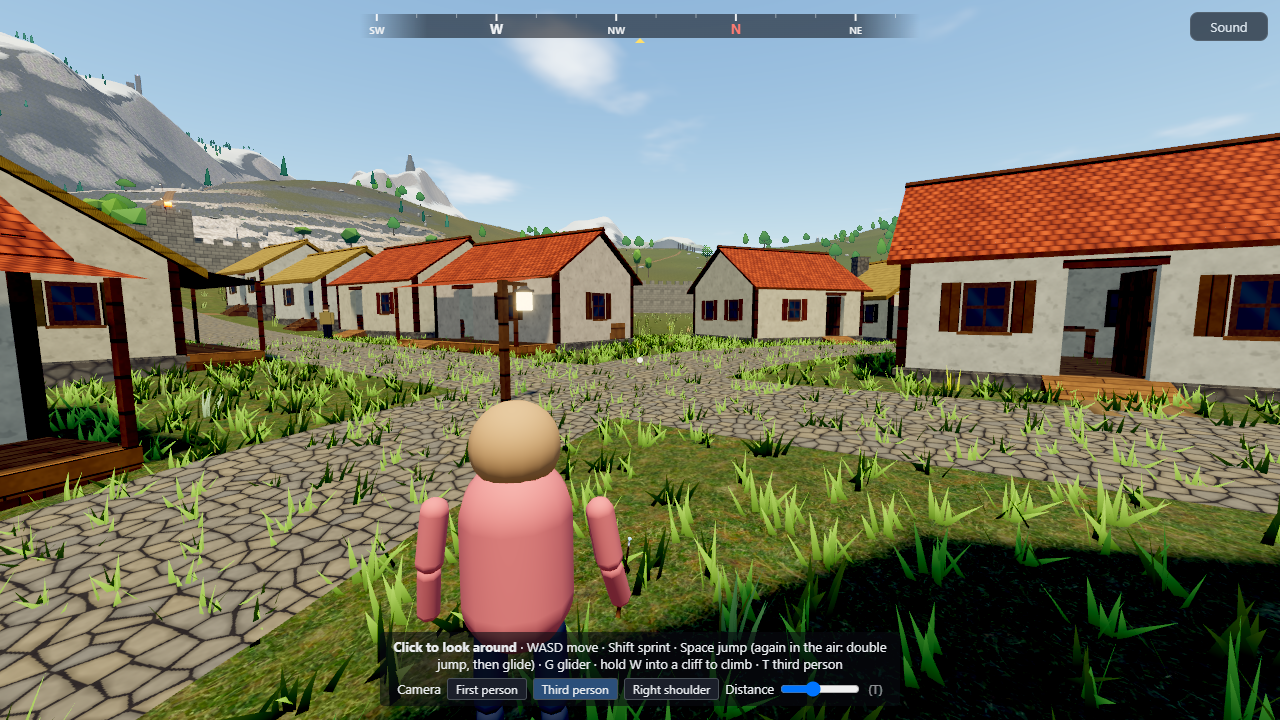 SW W NW N NE
Sound
Click to look around · WASD move · Shift sprint · Space jump (again in the air: double
jump, then glide) · G glider · hold W into a cliff to climb · T third person
Camera First person Third person Right shoulder Distance (T)